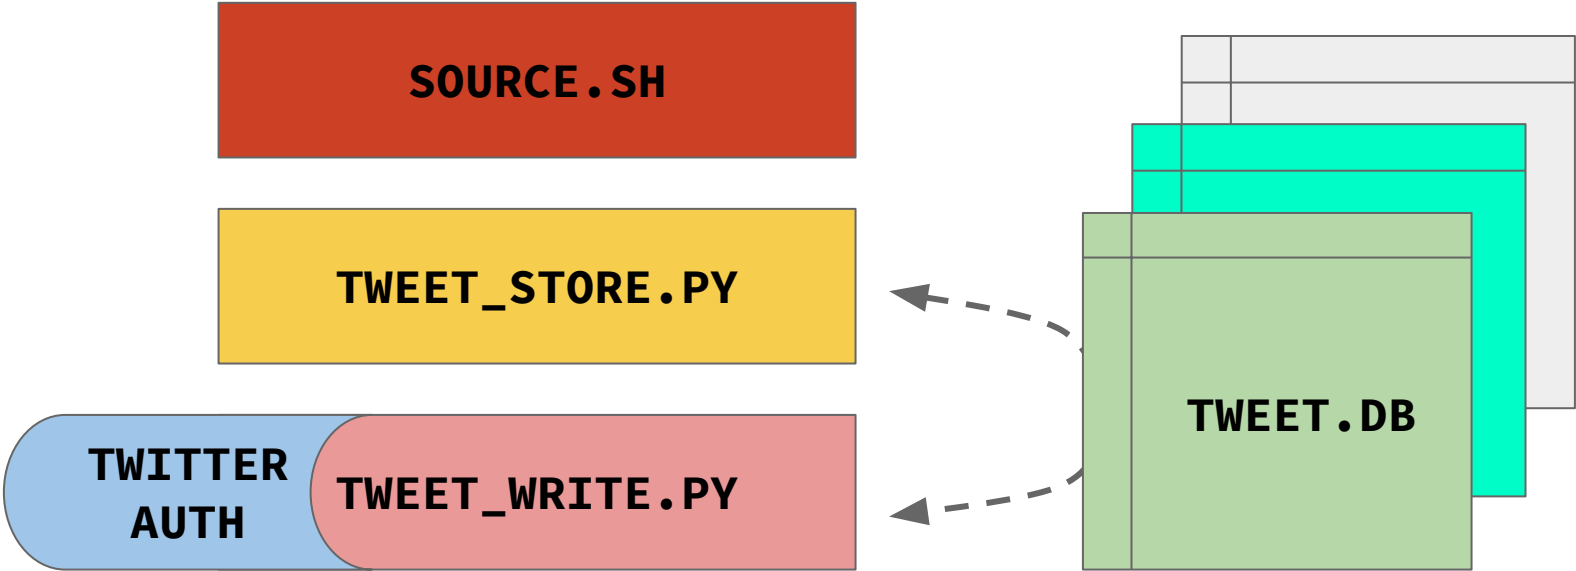 SOURCE.SH
TWEET_STORE.PY
TWITTER
AUTH
TWEET_WRITE.PY
TWEET.DB